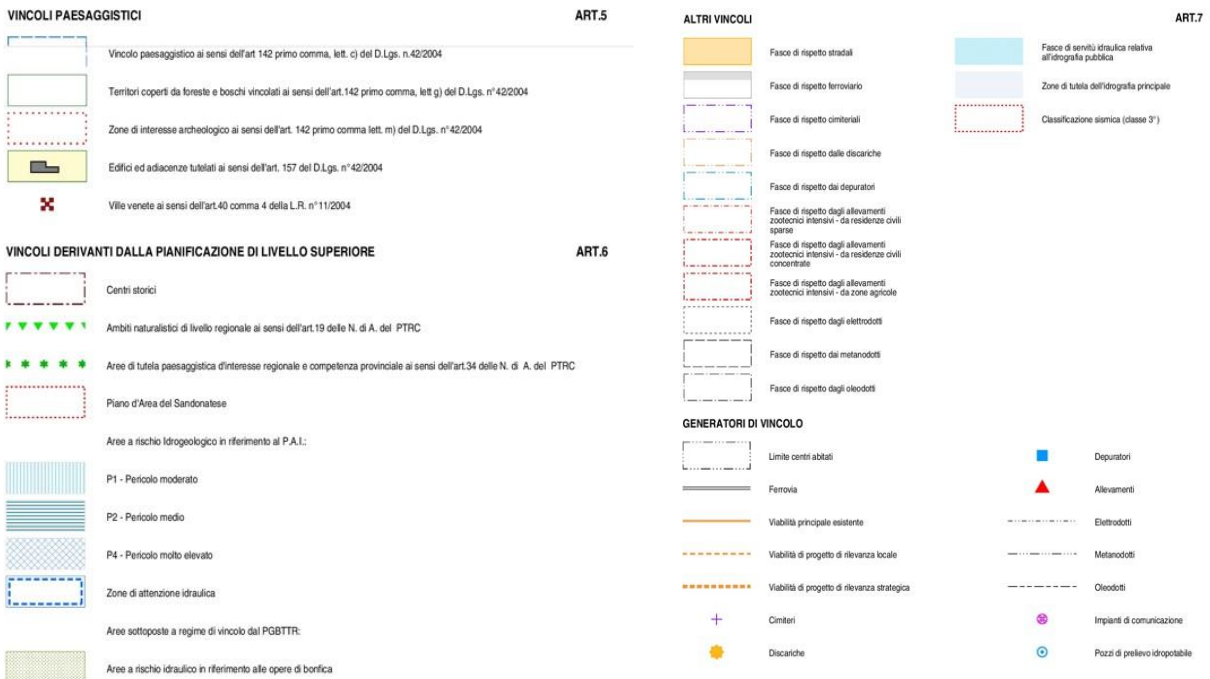 VINCOLI PAESAGGISTICI ART.5
Vincolo paesaggistico ai sensi dell'art 142 primo comma, lett. c) del D.Lgs. n.42/2004
Territori coperti da foreste e boschi vincolati ai sensi dell'art.142 primo comma, lett g) del D.Lgs. n°42/2004
Zone di interesse archeologico ai sensi dell'art. 142 primo comma lett. m) del D.Lgs. n°42/2004
Edifici ed adiacenze tutelati ai sensi dell'art. 157 del D.Lgs. n°42/2004
Ville venete ai sensi dell'art.40 comma 4 della L.R. n°11/2004
VINCOLI DERIVANTI DALLA PIANIFICAZIONE DI LIVELLO SUPERIORE ART.6
Centri storici
Ambiti naturalistici di livello regionale ai sensi dell'art.19 delle N. di A. del PTRC
Aree di tutela paesaggistica d'interesse regionale e competenza provinciale ai sensi dell'art.34 delle N. di A. del PTRC
Piano d'Area del Sandonatese
Aree a rischio Idrogeologico in riferimento al P.A.I.:
P1 - Pericolo moderato
P2 - Pericolo medio
P4 - Pericolo molto elevato
Zone di attenzione idraulica
Aree sottoposte a regime di vincolo dal PGBTTR:
Aree a rischio idraulico in riferimento alle opere di bonfica
ALTRI VINCOLI ART.7
Fasce di rispetto stradali
Fasce di rispetto ferroviario
Fasce di rispetto cimiteriali
Fasce di rispetto dalle discariche
Fasce di rispetto dai depuratori
Fasce di rispetto dagli allevamenti
zootecnici intensivi - da residenze civili
sparse
Fasce di rispetto dagli allevamenti
zootecnici intensivi - da residenze civili
concentrate
Fasce di rispetto dagli allevamenti
zootecnici intensivi - da zone agricole
Fasce di rispetto dagli elettrodotti
Fasce di rispetto dai metanodotti
Fasce di rispetto dagli oleodotti
Fasce di servitù idraulica relativa
all'idrografia pubblica
Zone di tutela dell'idrografia principale
Classificazione sismica (classe 3°)
GENERATORI DI VINCOLO
Limite centri abitati
Ferrovia
Viabilità principale esistente
Viabilità di progetto di rilevanza locale
Viabilità di progetto di rilevanza strategica
Cimiteri
Discariche
Depuratori
Allevamenti
Elettrodotti
Metanodotti
Oleodotti
Impianti di comunicazione
Pozzi di prelievo idropotabile